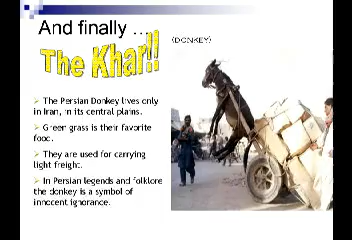 And finally ...
The Khar!!
(DONKEY)
The Persian Donkey lives only
in Iran, in its central plains.
Green grass is their favorite
food.
They are used for carrying
light freight.
In Persian legends and folklore
the donkey is a symbol of
innocent ignorance.